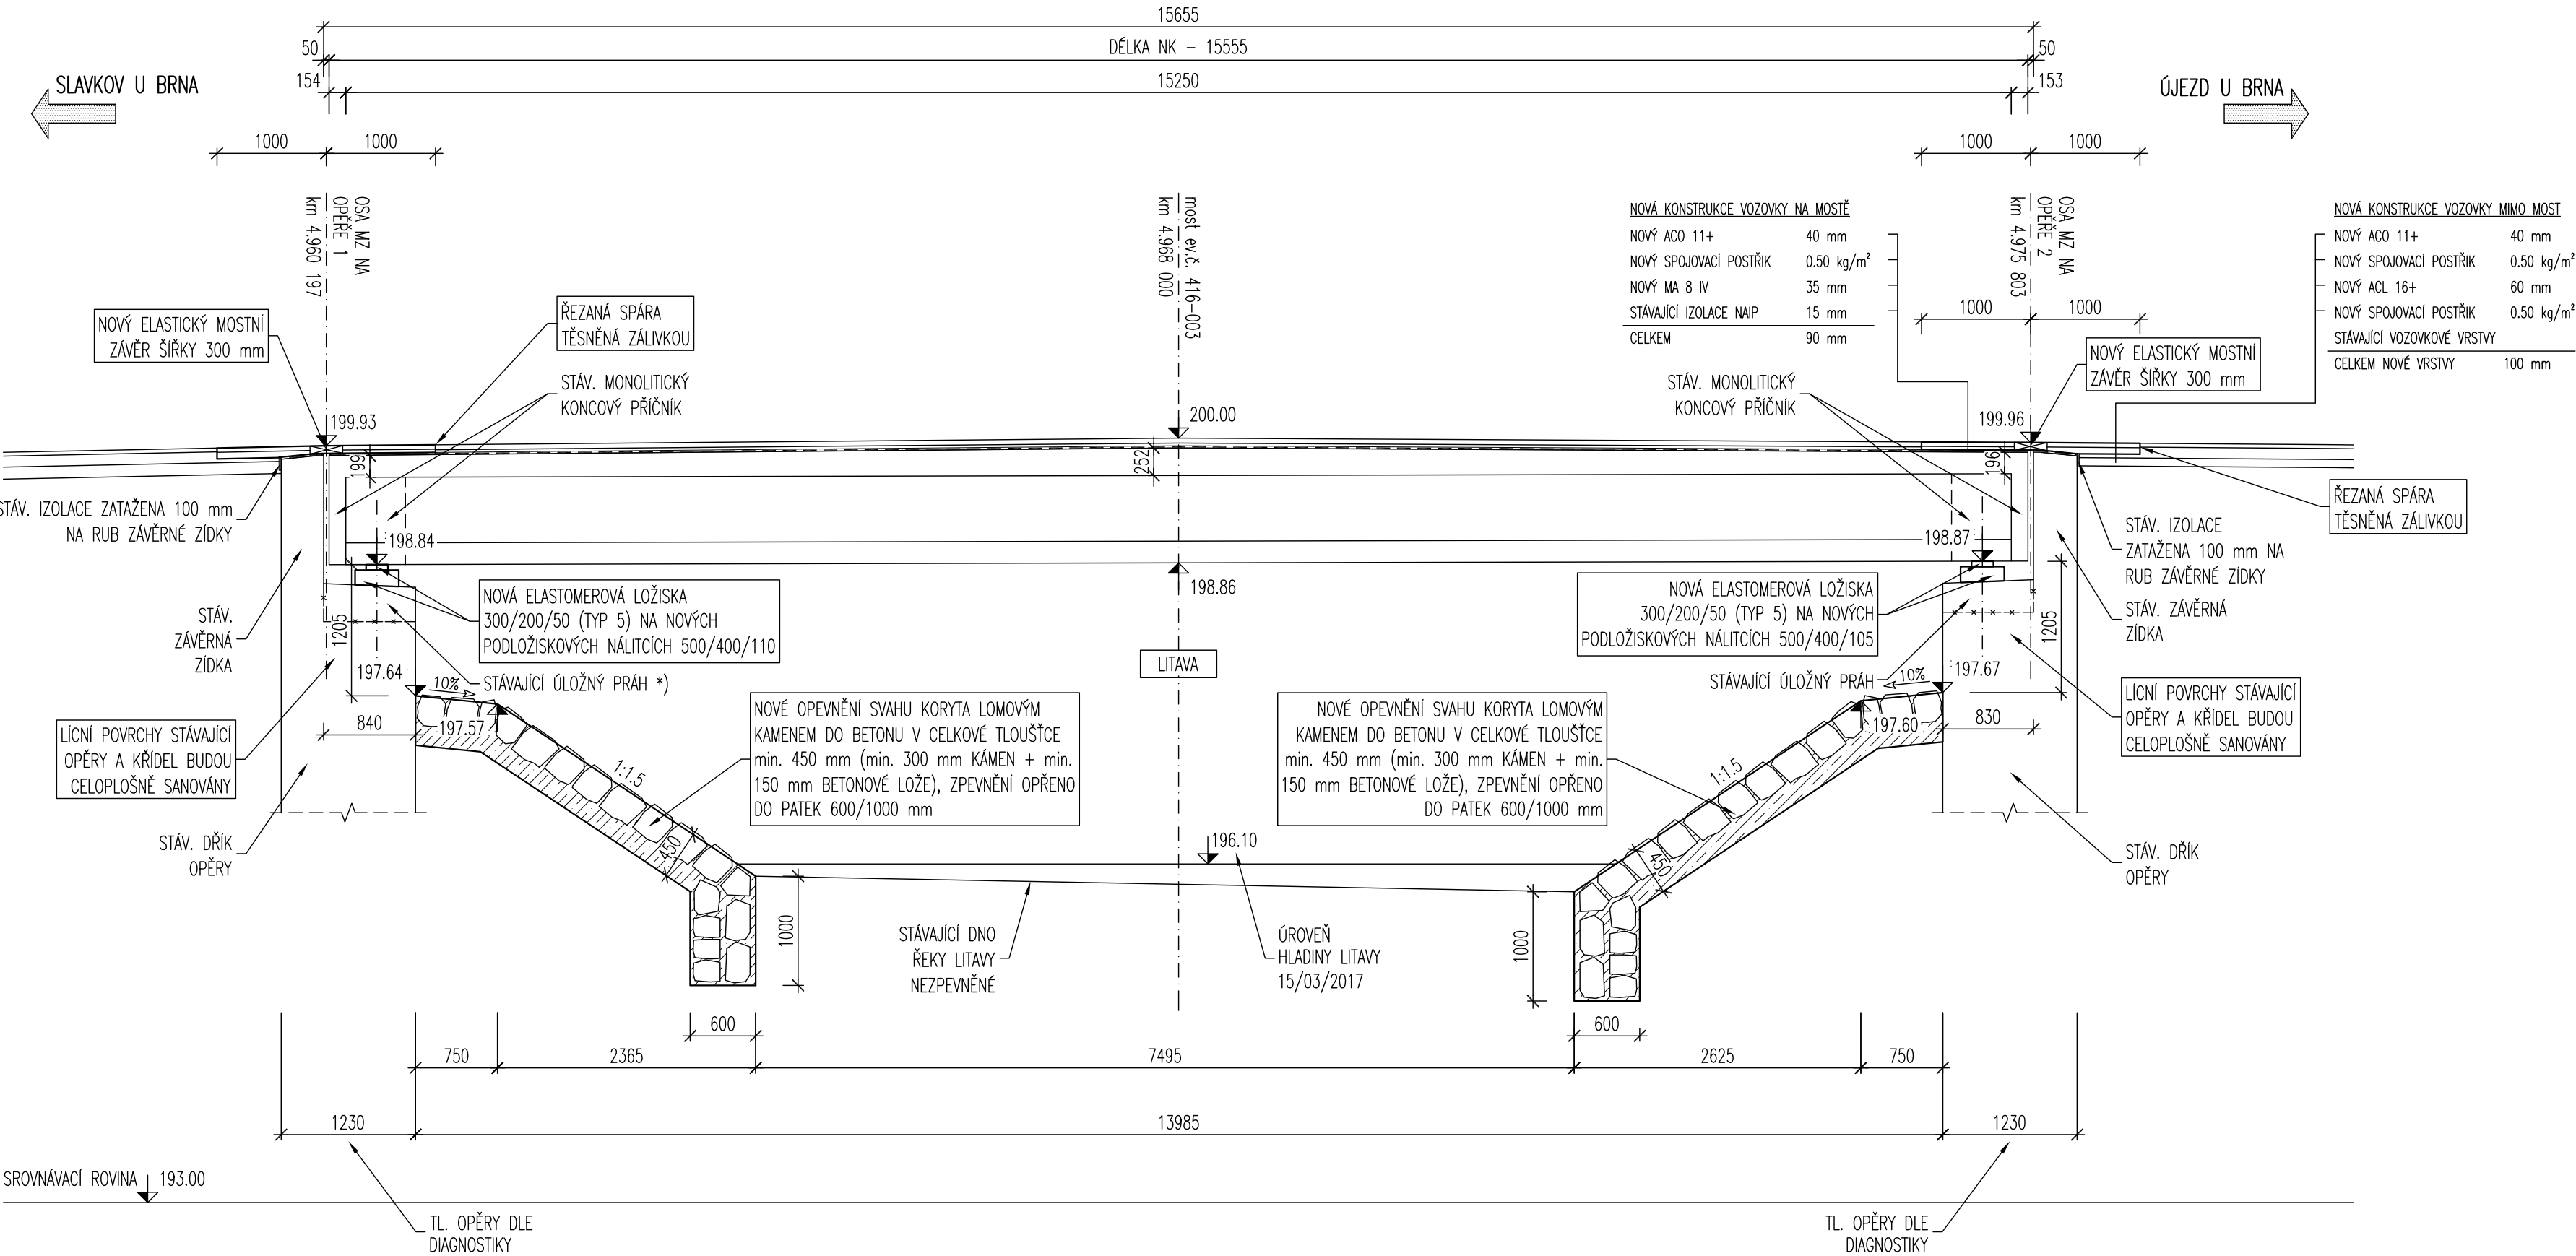 15655
50
DÉLKA NK - 15555
50
154
15250
153
SLAVKOV U BRNA
ÚJEZD U BRNA
1000
1000
1000
1000
OSA MZ NA
OPĚŘE 1
km 4.960 197
most ev.č. 416-003
km 4.968 000
OSA MZ NA
OPĚŘE 2
km 4.975 803
1000
1000
NOVÁ KONSTRUKCE VOZOVKY NA MOSTĚ
NOVÝ ACO 11+ 40 mm
NOVÝ SPOJOVACÍ POSTŘIK 0.50 kg/m²
NOVÝ MA 8 IV 35 mm
STÁVAJÍCÍ IZOLACE NAIP 15 mm
CELKEM 90 mm
NOVÁ KONSTRUKCE VOZOVKY MIMO MOST
NOVÝ ACO 11+ 40 mm
NOVÝ SPOJOVACÍ POSTŘIK 0.50 kg/m²
NOVÝ ACL 16+ 60 mm
NOVÝ SPOJOVACÍ POSTŘIK 0.50 kg/m²
STÁVAJÍCÍ VOZOVKOVÉ VRSTVY
CELKEM NOVÉ VRSTVY 100 mm
NOVÝ ELASTICKÝ MOSTNÍ
ZÁVĚR ŠÍŘKY 300 mm
ŘEZANÁ SPÁRA
TĚSNĚNÁ ZÁLIVKOU
STÁV. MONOLITICKÝ
KONCOVÝ PŘÍČNÍK
STÁV. MONOLITICKÝ
KONCOVÝ PŘÍČNÍK
NOVÝ ELASTICKÝ MOSTNÍ
ZÁVĚR ŠÍŘKY 300 mm
199.93
200.00
199.96
199
252
196
STÁV. IZOLACE ZATAŽENA 100 mm
NA RUB ZÁVĚRNÉ ZÍDKY
ŘEZANÁ SPÁRA
TĚSNĚNÁ ZÁLIVKOU
STÁV. IZOLACE
ZATAŽENA 100 mm NA
RUB ZÁVĚRNÉ ZÍDKY
198.84
198.86
198.87
STÁV.
ZÁVĚRNÁ
ZÍDKA
1205
NOVÁ ELASTOMEROVÁ LOŽISKA
300/200/50 (TYP 5) NA NOVÝCH
PODLOŽISKOVÝCH NÁLITCÍCH 500/400/110
NOVÁ ELASTOMEROVÁ LOŽISKA
300/200/50 (TYP 5) NA NOVÝCH
PODLOŽISKOVÝCH NÁLITCÍCH 500/400/105
1205
STÁV. ZÁVĚRNÁ
ZÍDKA
LITAVA
197.64
10%
STÁVAJÍCÍ ÚLOŽNÝ PRÁH *)
STÁVAJÍCÍ ÚLOŽNÝ PRÁH
10%
197.67
LÍCNÍ POVRCHY STÁVAJÍCÍ
OPĚRY A KŘÍDEL BUDOU
CELOPLOŠNĚ SANOVÁNY
840
197.57
NOVÉ OPEVNĚNÍ SVAHU KORYTA LOMOVÝM
KAMENEM DO BETONU V CELKOVÉ TLOUŠŤCE
min. 450 mm (min. 300 mm KÁMEN + min.
150 mm BETONOVÉ LOŽE), ZPEVNĚNÍ OPŘENO
DO PATEK 600/1000 mm
NOVÉ OPEVNĚNÍ SVAHU KORYTA LOMOVÝM
KAMENEM DO BETONU V CELKOVÉ TLOUŠŤCE
min. 450 mm (min. 300 mm KÁMEN + min.
150 mm BETONOVÉ LOŽE), ZPEVNĚNÍ OPŘENO
DO PATEK 600/1000 mm
197.60
830
LÍCNÍ POVRCHY STÁVAJÍCÍ
OPĚRY A KŘÍDEL BUDOU
CELOPLOŠNĚ SANOVÁNY
1:1.5
1:1.5
STÁV. DŘÍK
OPĚRY
450
196.10
450
STÁV. DŘÍK
OPĚRY
1000
STÁVAJÍCÍ DNO
ŘEKY LITAVY
NEZPEVNĚNÉ
ÚROVEŇ
HLADINY LITAVY
15/03/2017
1000
600
600
750
2365
7495
2625
750
1230
13985
1230
SROVNÁVACÍ ROVINA 193.00
TL. OPĚRY DLE
DIAGNOSTIKY
TL. OPĚRY DLE
DIAGNOSTIKY